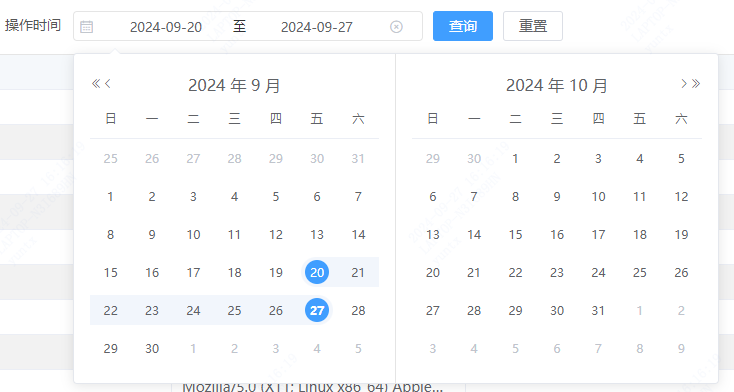 操作时间 2024-09-20 至 2024-09-27 查询 重置
2024 年 9 月
日 一 二 三 四 五 六
25 26 27 28 29 30 31
1 2 3 4 5 6 7
8 9 10 11 12 13 14
15 16 17 18 19 20 21
22 23 24 25 26 27 28
29 30 1 2 3 4 5
2024 年 10 月
日 一 二 三 四 五 六
29 30 1 2 3 4 5
6 7 8 9 10 11 12
13 14 15 16 17 18 19
20 21 22 23 24 25 26
27 28 29 30 31 1 2
3 4 5 6 7 8 9
Mozilla/5.0 (X11; Linux x86_64) Apple...